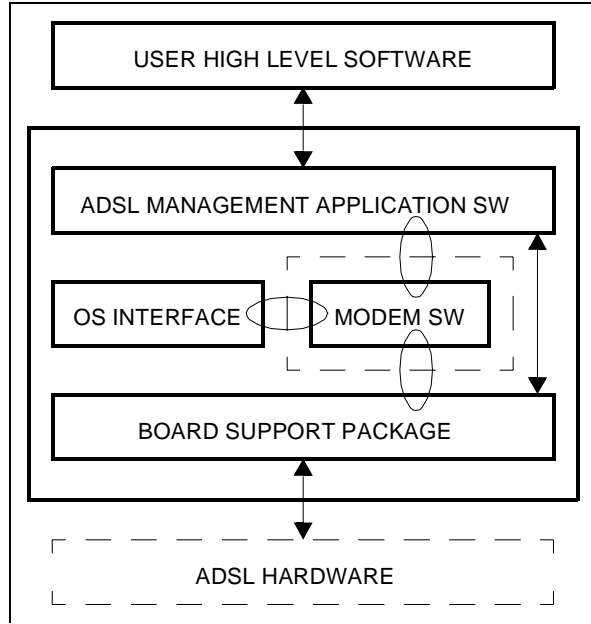 USER HIGH LEVEL SOFTWARE
ADSL MANAGEMENT APPLICATION SW
OS INTERFACE
MODEM SW
BOARD SUPPORT PACKAGE
ADSL HARDWARE